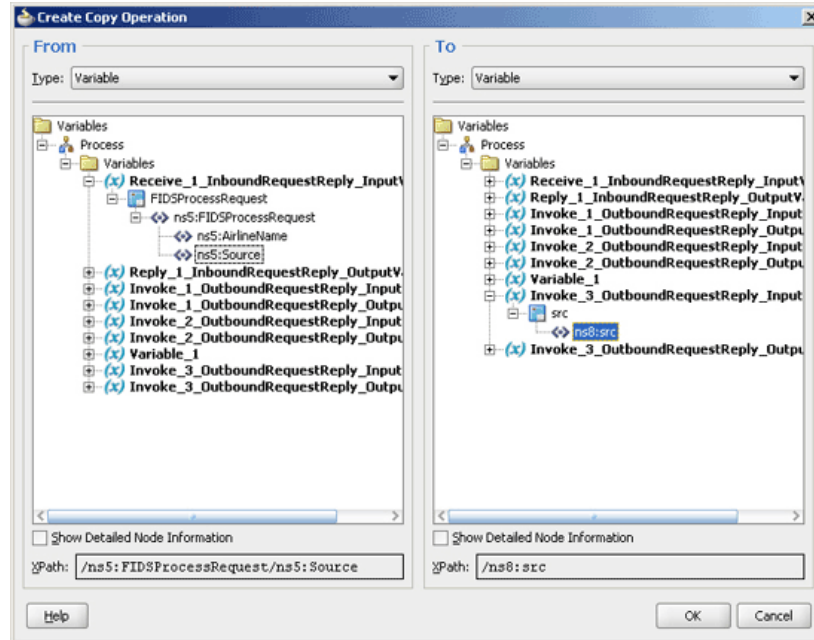 Create Copy Operation
From
Type: Variable
Variables
Process
Variables
Receive_1_InboundRequestReply_InputV
FIDSProcessRequest
ns5:FIDSProcessRequest
ns5:AirlineName
ns5:Source
Reply_1_InboundRequestReply_OutputV
Invoke_1_OutboundRequestReply_Input
Invoke_1_OutboundRequestReply_Outpu
Invoke_2_OutboundRequestReply_Input
Invoke_2_OutboundRequestReply_Outpu
Variable_1
Invoke_3_OutboundRequestReply_Input
Invoke_3_OutboundRequestReply_Outpu
Show Detailed Node Information
XPath: /ns5:FIDSProcessRequest/ns5:Source
To
Type: Variable
Variables
Process
Variables
Receive_1_InboundRequestReply_InputV
Reply_1_InboundRequestReply_OutputV
Invoke_1_OutboundRequestReply_Input
Invoke_1_OutboundRequestReply_Outpu
Invoke_2_OutboundRequestReply_Input
Invoke_2_OutboundRequestReply_Outpu
Variable_1
Invoke_3_OutboundRequestReply_Input
src
ns8:src
Invoke_3_OutboundRequestReply_Outpu
Show Detailed Node Information
XPath: /ns8:src
Help
OK
Cancel